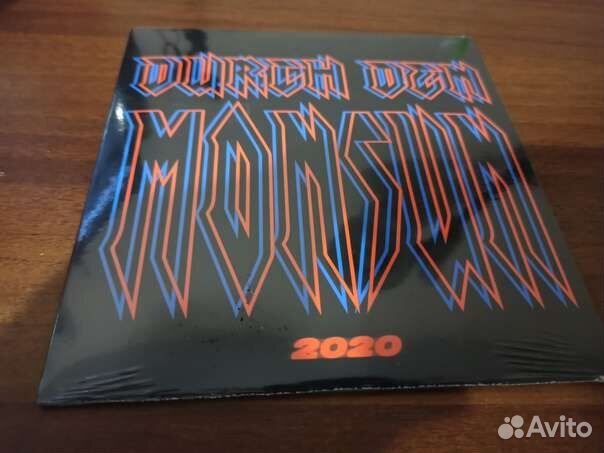 DURCH DEN
MONSUN
2020
Avito